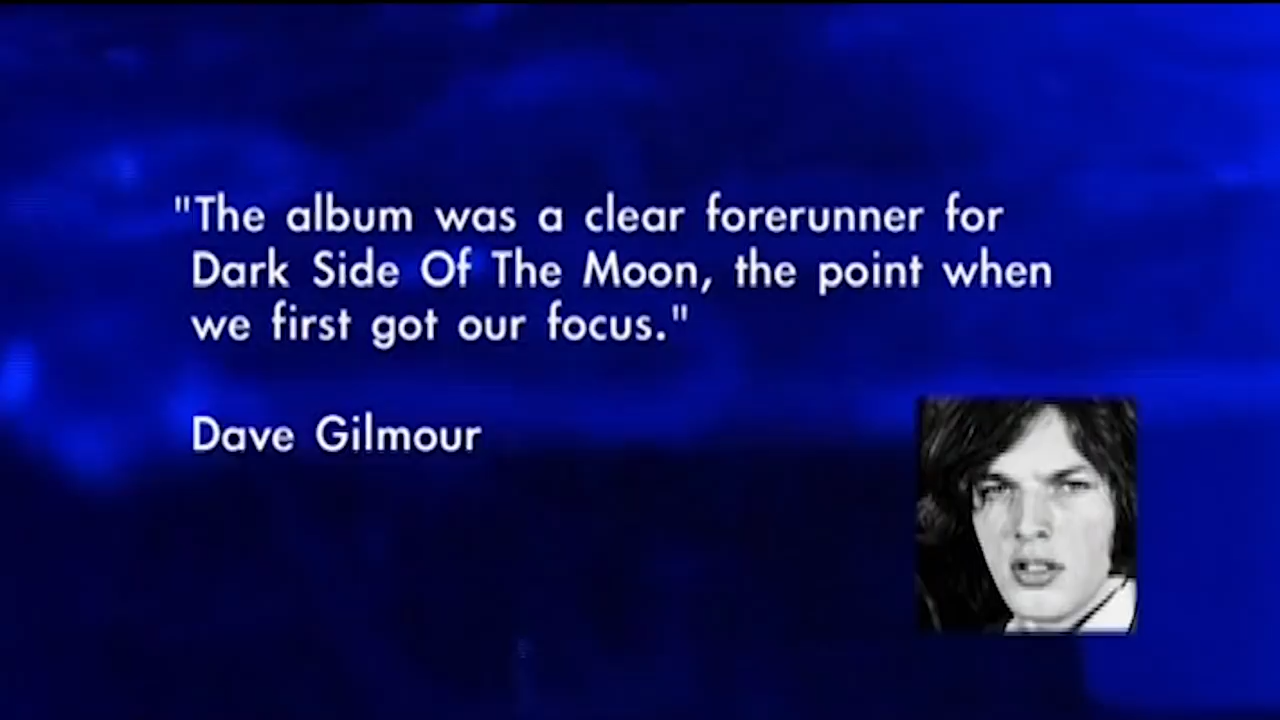 "The album was a clear forerunner for
Dark Side Of The Moon, the point when
we first got our focus."
Dave Gilmour